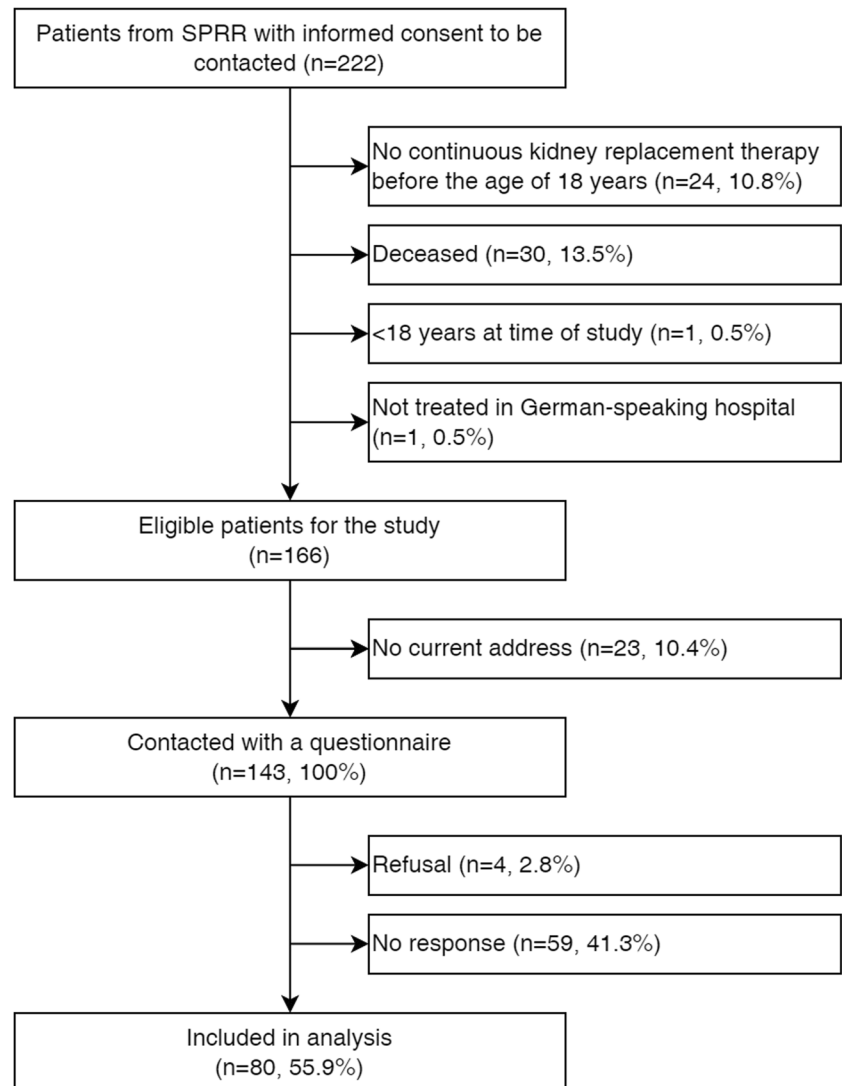 Patients from SPRR with informed consent to be
contacted (n=222)
No continuous kidney replacement therapy
before the age of 18 years (n=24, 10.8%)
Deceased (n=30, 13.5%)
<18 years at time of study (n=1, 0.5%)
Not treated in German-speaking hospital
(n=1, 0.5%)
Eligible patients for the study
(n=166)
No current address (n=23, 10.4%)
Contacted with a questionnaire
(n=143, 100%)
Refusal (n=4, 2.8%)
No response (n=59, 41.3%)
Included in analysis
(n=80, 55.9%)